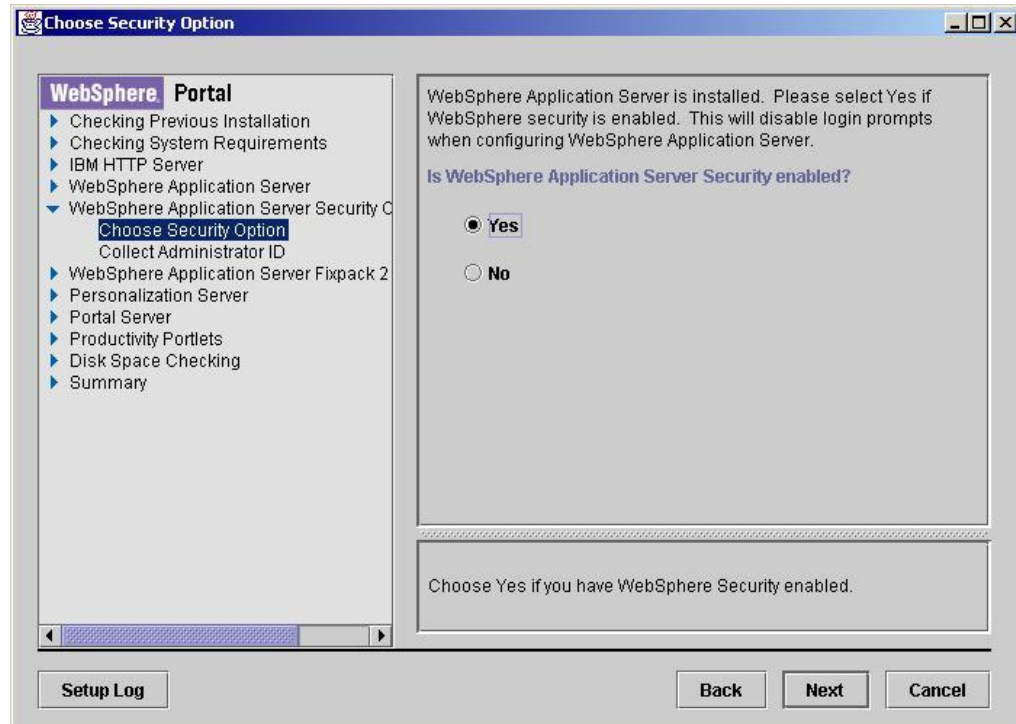 Choose Security Option
WebSphere. Portal
Checking Previous Installation
Checking System Requirements
IBM HTTP Server
WebSphere Application Server
WebSphere Application Server Security C
Choose Security Option
Collect Administrator ID
WebSphere Application Server Fixpack 2
Personalization Server
Portal Server
Productivity Portlets
Disk Space Checking
Summary
WebSphere Application Server is installed. Please select Yes if
WebSphere security is enabled. This will disable login prompts
when configuring WebSphere Application Server.
Is WebSphere Application Server Security enabled?
Yes
No
Choose Yes if you have WebSphere Security enabled.
Setup Log
Back
Next
Cancel